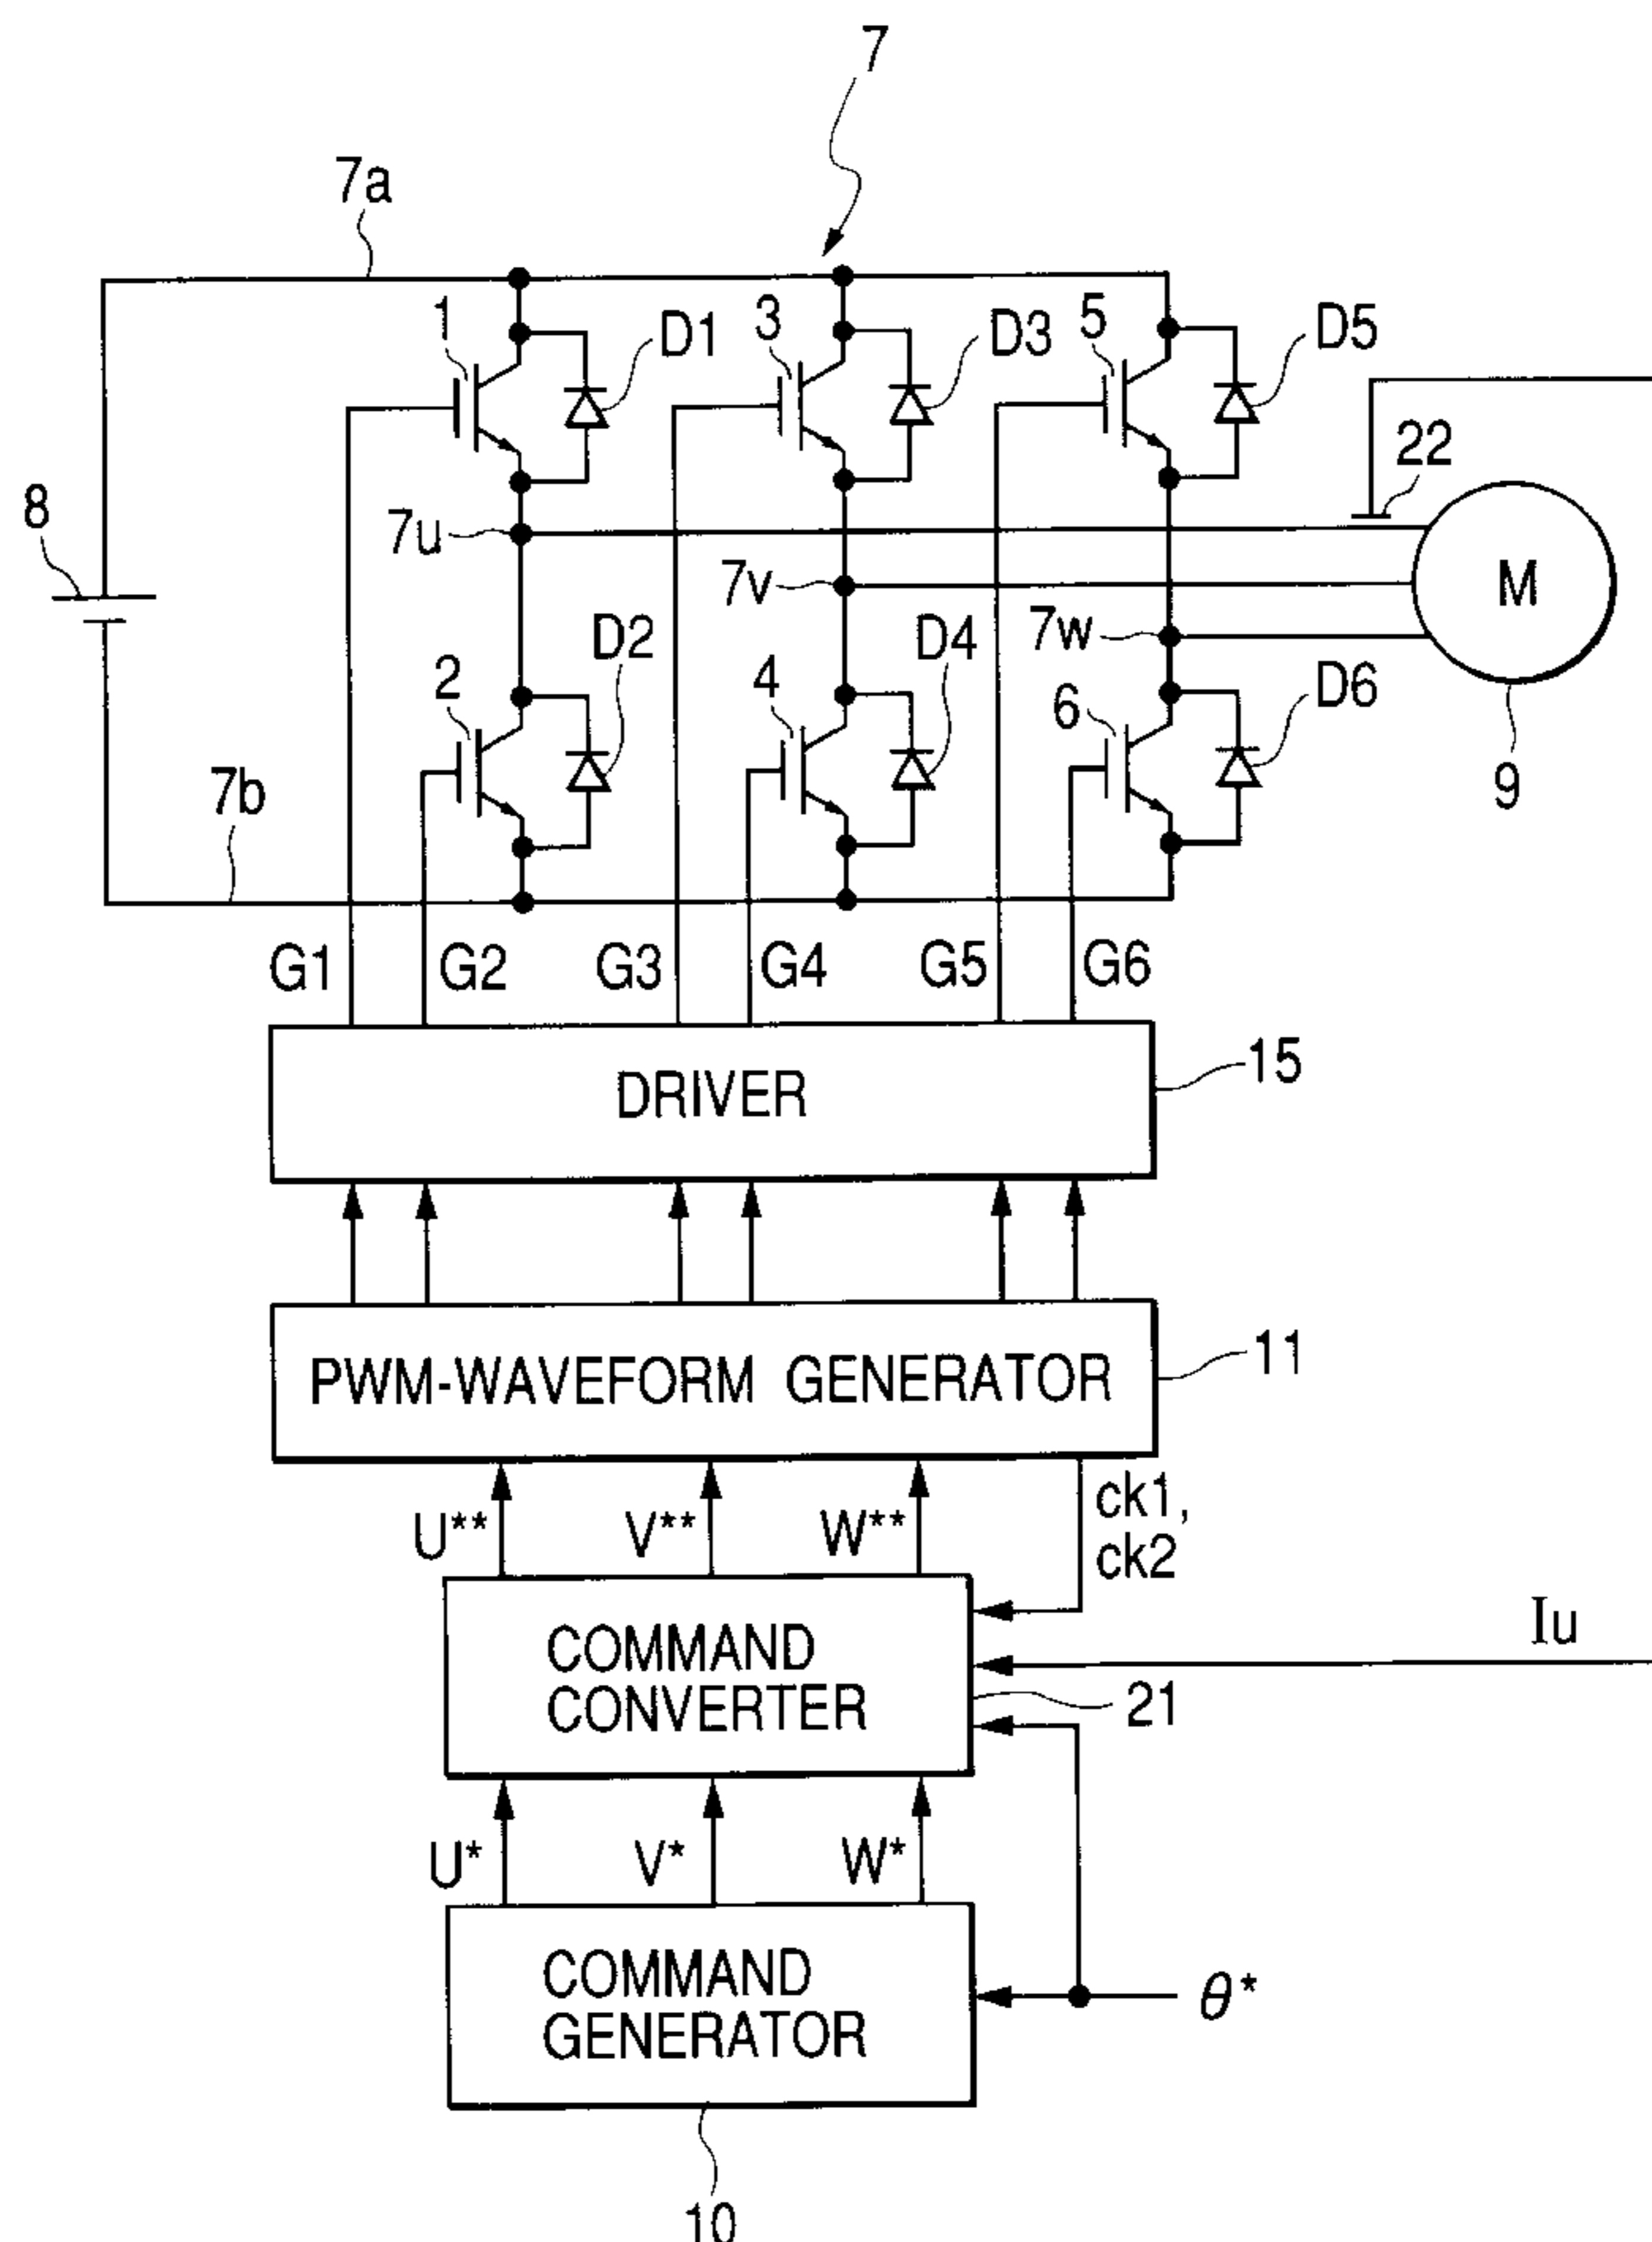 7
7a
1
D1
3
D3
5
D5
22
8
7u
7v
7w
M
D2
D4
D6
2
4
6
9
7b
G1
G2
G3
G4
G5
G6
DRIVER
15
PWM-WAVEFORM GENERATOR
11
U**
V**
W**
ck1,
ck2
COMMAND
CONVERTER
Iu
21
U*
V*
W*
COMMAND
GENERATOR
θ*
10